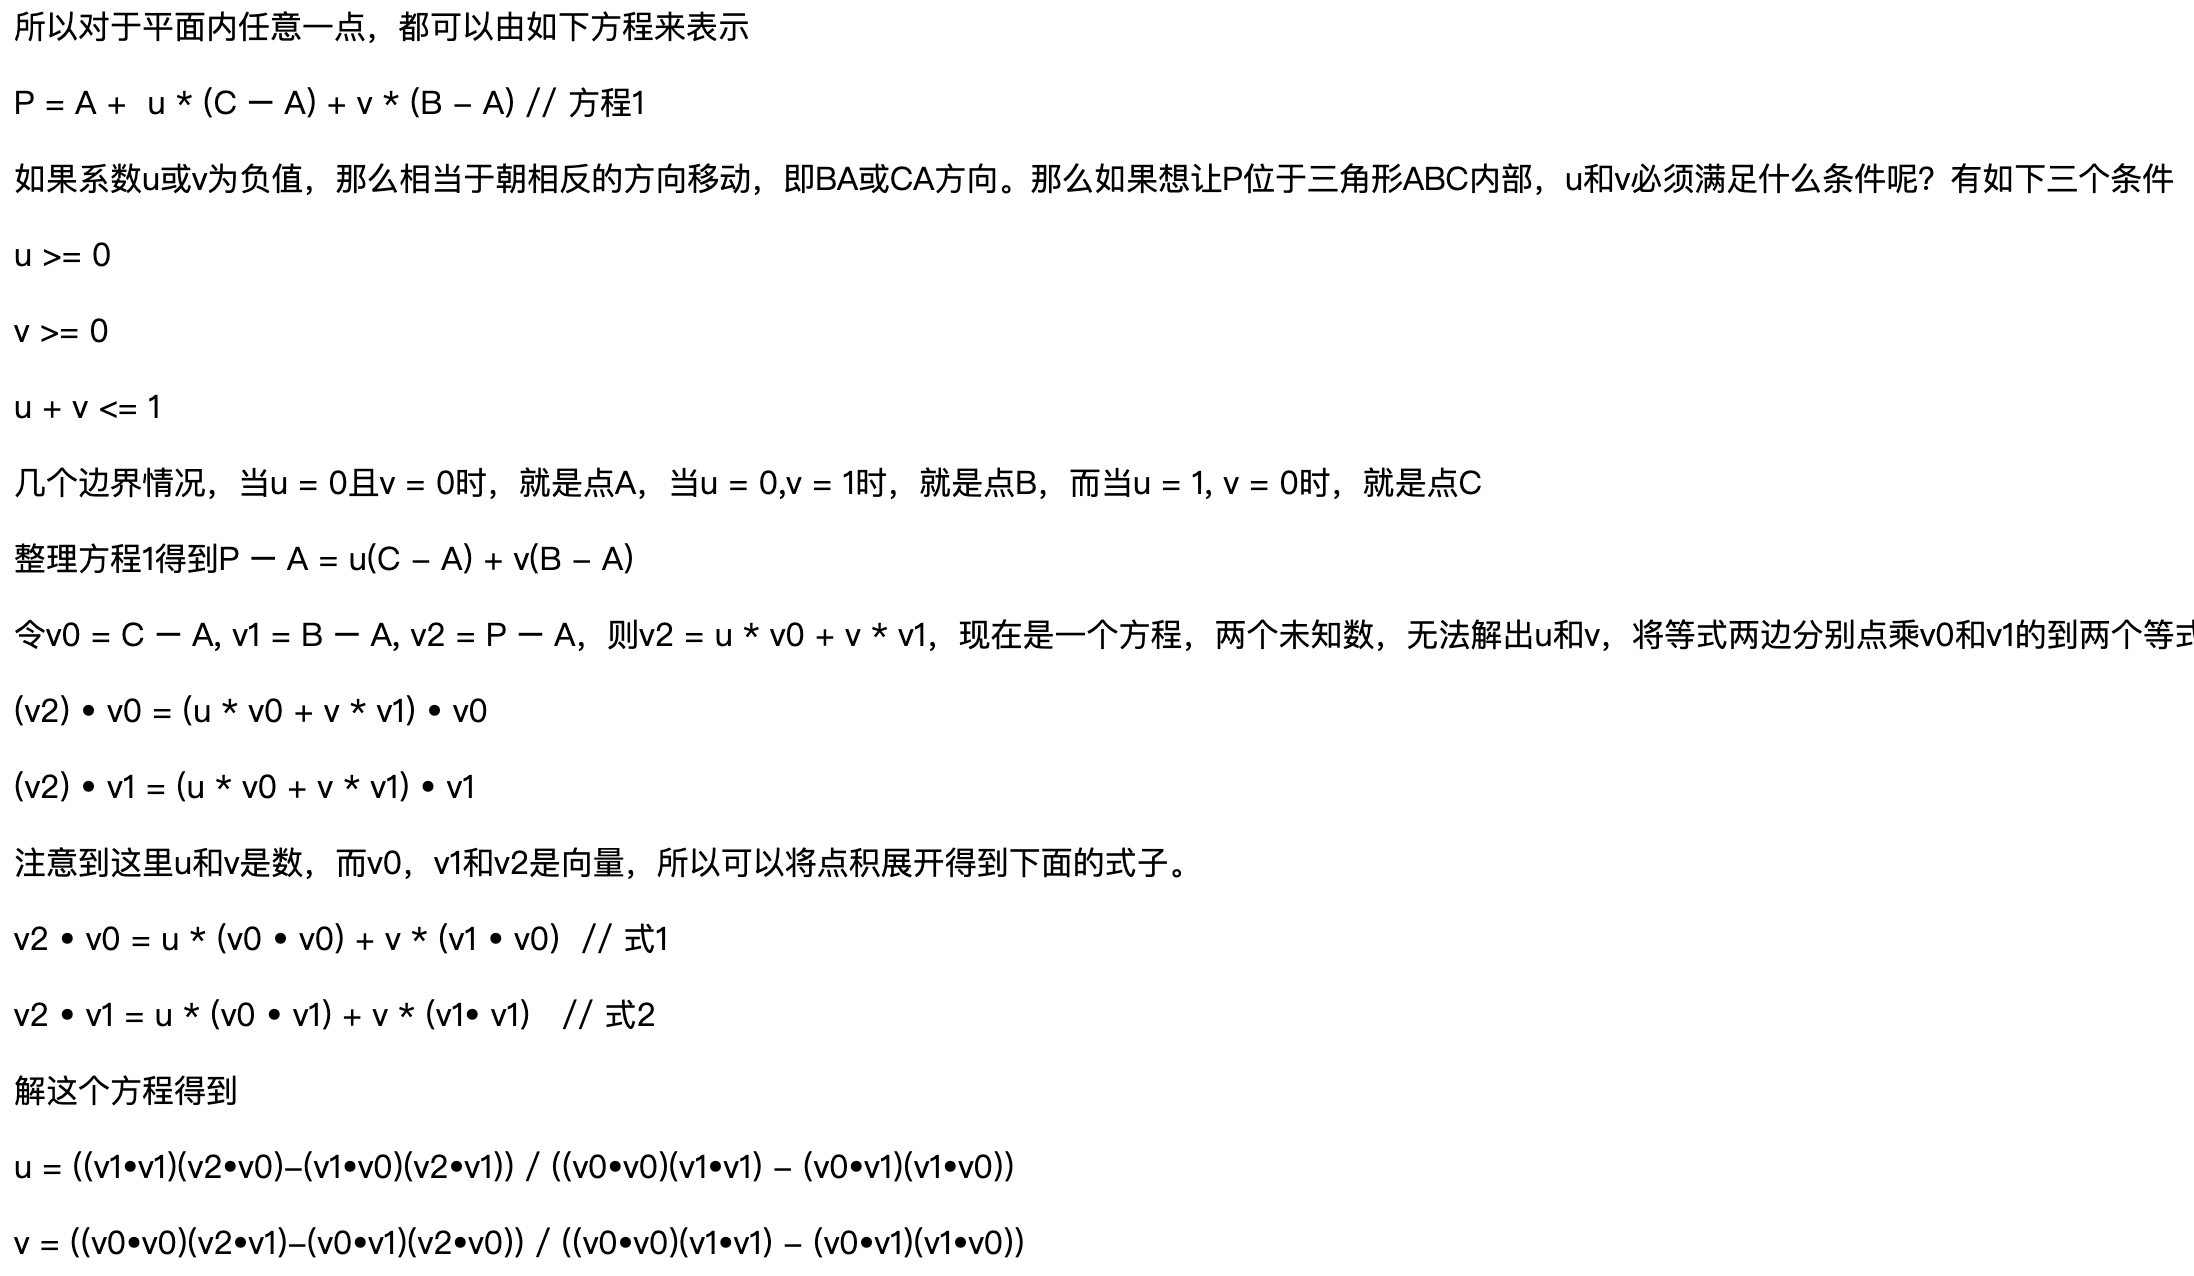 所以对于平面内任意一点，都可以由如下方程来表示
P = A +  u * (C − A) + v * (B - A) // 方程1
如果系数u或v为负值，那么相当于朝相反的方向移动，即BA或CA方向。那么如果想让P位于三角形ABC内部，u和v必须满足什么条件呢？有如下三个条件
u >= 0
v >= 0
u + v <= 1
几个边界情况，当u = 0且v = 0时，就是点A，当u = 0,v = 1时，就是点B，而当u = 1, v = 0时，就是点C
整理方程1得到P − A = u(C - A) + v(B - A)
令v0 = C − A, v1 = B − A, v2 = P − A，则v2 = u * v0 + v * v1，现在是一个方程，两个未知数，无法解出u和v，将等式两边分别点乘v0和v1的到两个等式
(v2) • v0 = (u * v0 + v * v1) • v0
(v2) • v1 = (u * v0 + v * v1) • v1
注意到这里u和v是数，而v0，v1和v2是向量，所以可以将点积展开得到下面的式子。
v2 • v0 = u * (v0 • v0) + v * (v1 • v0)  // 式1
v2 • v1 = u * (v0 • v1) + v * (v1• v1)   // 式2
解这个方程得到
u = ((v1•v1)(v2•v0)-(v1•v0)(v2•v1)) / ((v0•v0)(v1•v1) - (v0•v1)(v1•v0))
v = ((v0•v0)(v2•v1)-(v0•v1)(v2•v0)) / ((v0•v0)(v1•v1) - (v0•v1)(v1•v0))